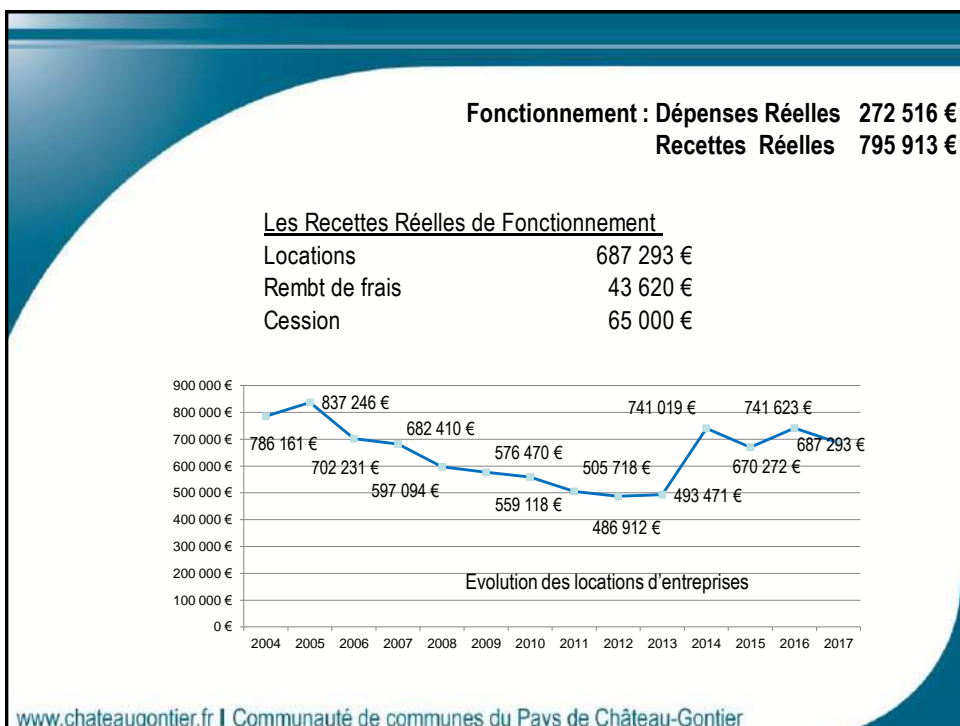 Fonctionnement : Dépenses Réelles 272 516 €
Recettes Réelles 795 913 €
Les Recettes Réelles de Fonctionnement
Locations 687 293 €
Rembt de frais 43 620 €
Cession 65 000 €
900 000 €
800 000 €
700 000 €
600 000 €
500 000 €
400 000 €
300 000 €
200 000 €
100 000 €
0 €
786 161 €
837 246 €
702 231 €
682 410 €
597 094 €
576 470 €
559 118 €
505 718 €
486 912 €
493 471 €
741 019 €
670 272 €
741 623 €
687 293 €
Evolution des locations d'entreprises
2004 2005 2006 2007 2008 2009 2010 2011 2012 2013 2014 2015 2016 2017
www.chateaugontier.fr I Communauté de communes du Pays de Château-Gontier